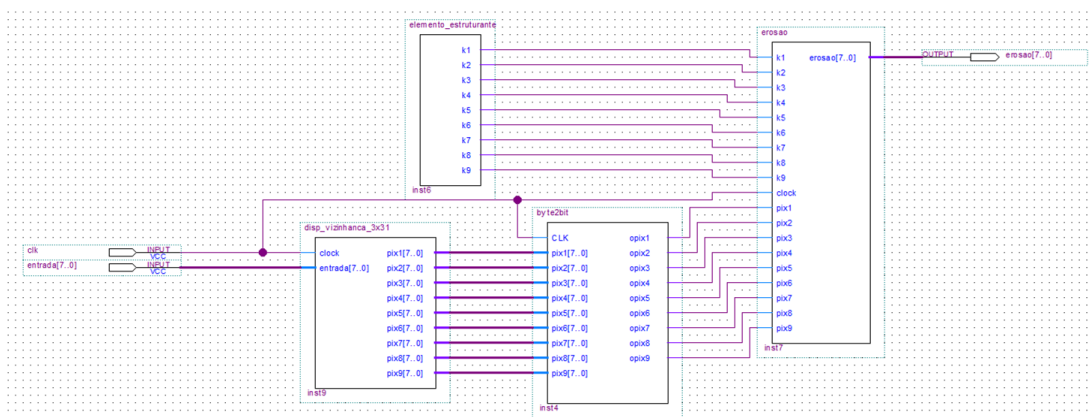 elemento_estruturante
k1
k2
k3
k4
k5
k6
k7
k8
k9
inst6
erosao
k1 erosao[7..0]
k2
k3
k4
k5
k6
k7
k8
k9
clock
pix1
pix2
pix3
pix4
pix5
pix6
pix7
pix8
pix9
inst7
OUTPUT erosao[7..0]
clk INPUT
VCC
entrada[7..0] INPUT
VCC
disp_vizinhanca_3x31
clock pix1[7..0]
entrada[7..0] pix2[7..0]
pix3[7..0]
pix4[7..0]
pix5[7..0]
pix6[7..0]
pix7[7..0]
pix8[7..0]
pix9[7..0]
inst9
byte2bit
CLK opix1
pix1[7..0] opix2
pix2[7..0] opix3
pix3[7..0] opix4
pix4[7..0] opix5
pix5[7..0] opix6
pix6[7..0] opix7
pix7[7..0] opix8
pix8[7..0] opix9
pix9[7..0]
inst4